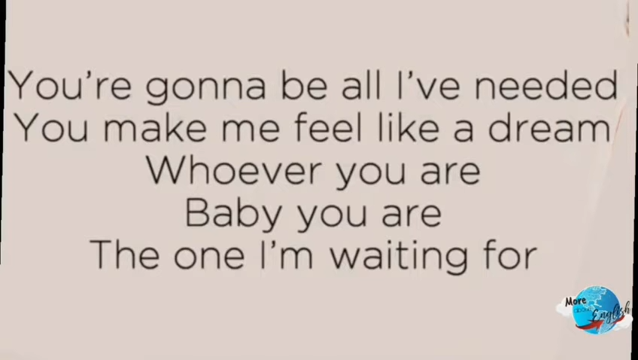 You're gonna be all I've needed
You make me feel like a dream
Whoever you are
Baby you are
The one I'm waiting for
More
English